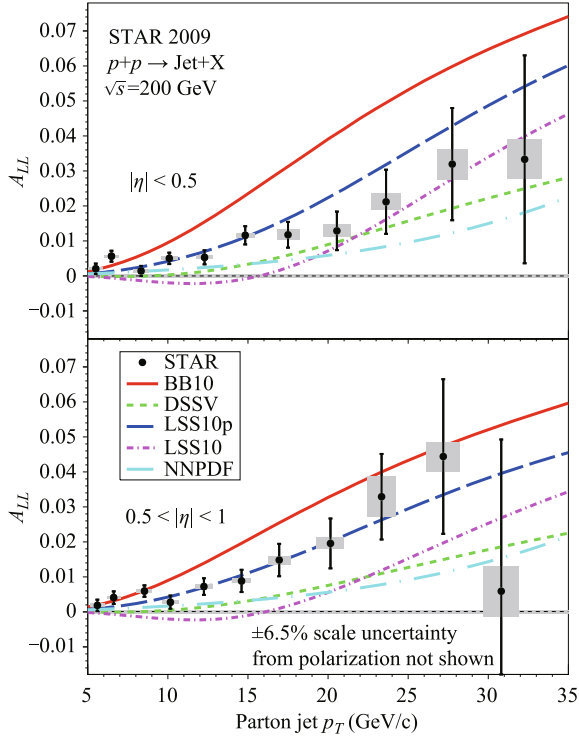 STAR 2009
p+p → Jet+X
√s=200 GeV
|η| < 0.5
A_LL
0.07
0.06
0.05
0.04
0.03
0.02
0.01
0
−0.01
STAR
BB10
DSSV
LSS10p
LSS10
NNPDF
0.5 < |η| < 1
±6.5% scale uncertainty
from polarization not shown
A_LL
0.07
0.06
0.05
0.04
0.03
0.02
0.01
0
−0.01
5 10 15 20 25 30 35
Parton jet p_T (GeV/c)